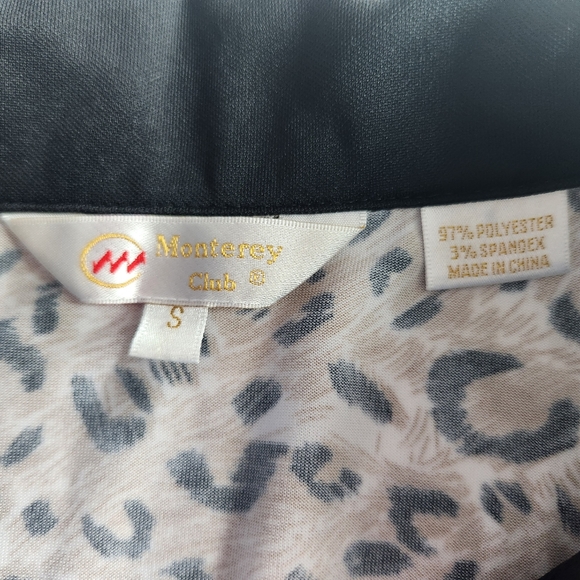 Monterey
Club ®
S
97% POLYESTER
3% SPANDEX
MADE IN CHINA